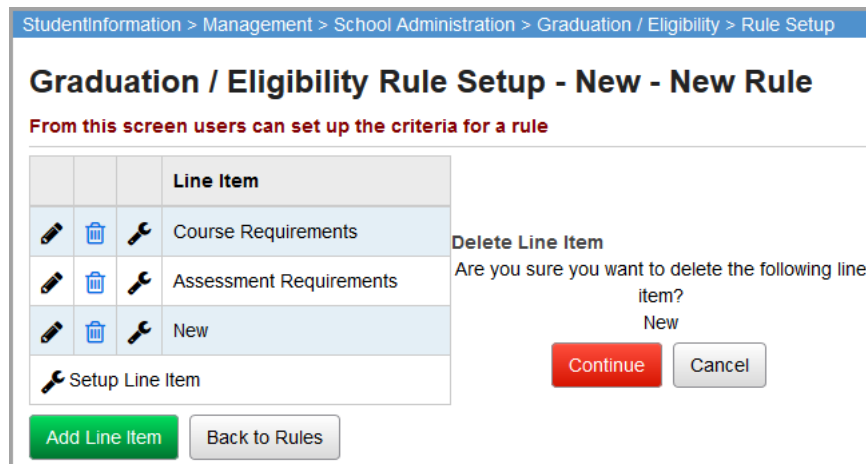 StudentInformation > Management > School Administration > Graduation / Eligibility > Rule Setup
Graduation / Eligibility Rule Setup - New - New Rule
From this screen users can set up the criteria for a rule
Line Item
Course Requirements
Assessment Requirements
New
Setup Line Item
Add Line Item
Back to Rules
Delete Line Item
Are you sure you want to delete the following line
item?
New
Continue
Cancel